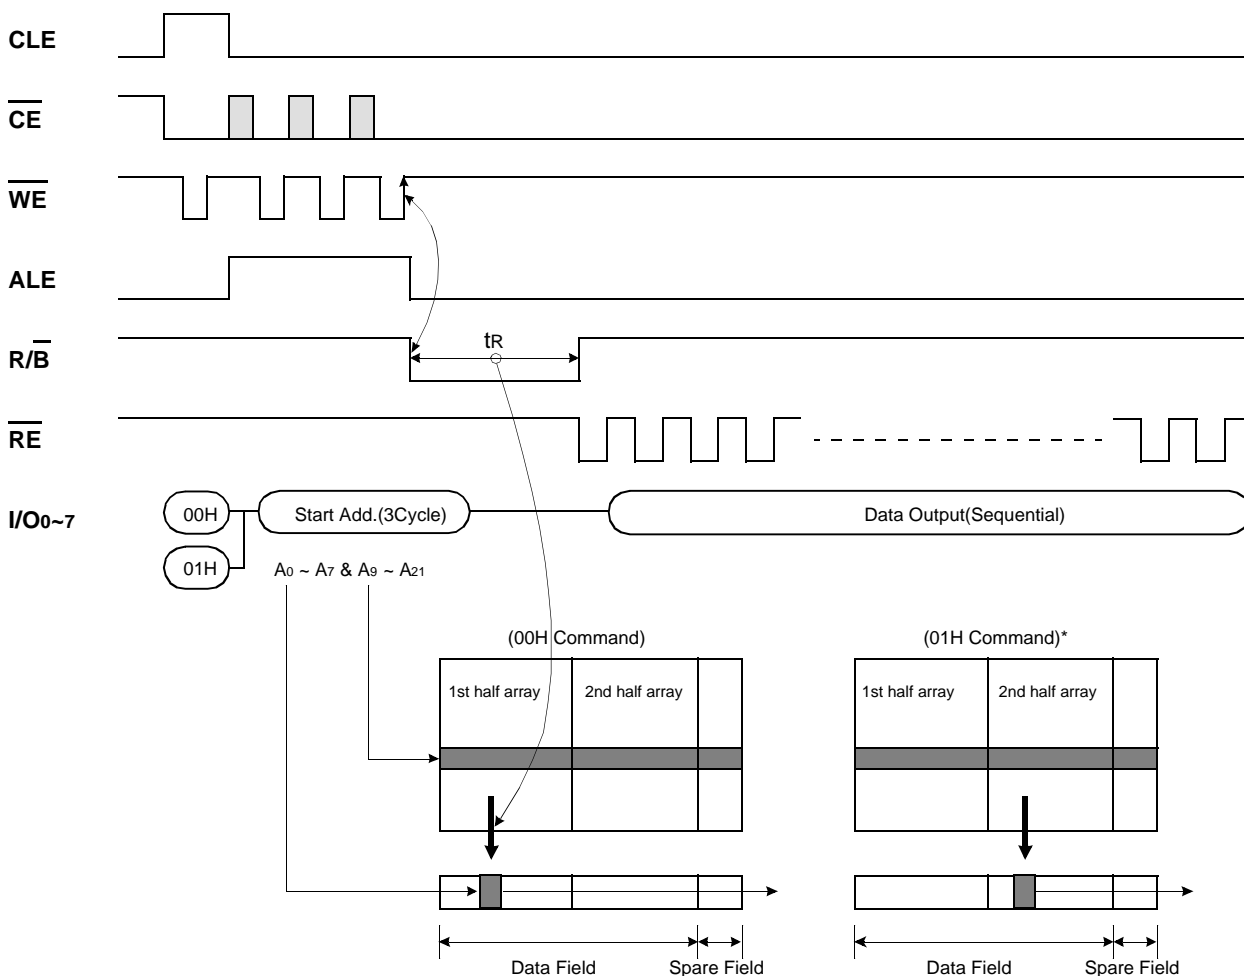 CLE
CE
WE
ALE
R/B
tR
RE
I/O0~7
00H
Start Add.(3Cycle)
Data Output(Sequential)
01H
A0 ~ A7 & A9 ~ A21
(00H Command)
(01H Command)*
1st half array
2nd half array
1st half array
2nd half array
Data Field
Spare Field
Data Field
Spare Field